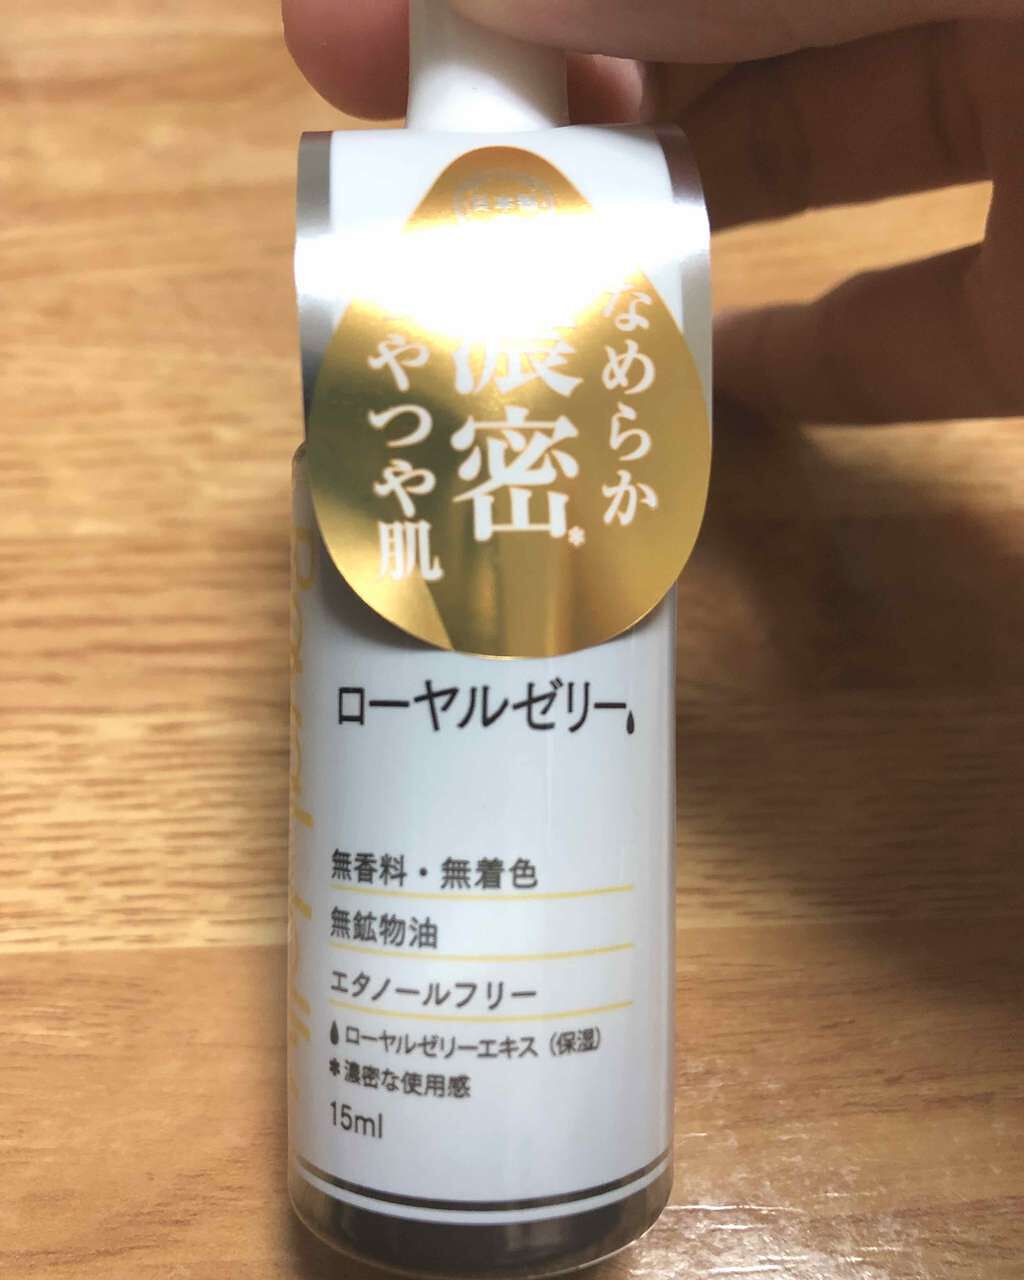 なめらか
濃密*
やつや肌
ローヤルゼリー
無香料・無着色
無鉱物油
エタノールフリー
ローヤルゼリーエキス（保湿）
*濃密な使用感
15ml